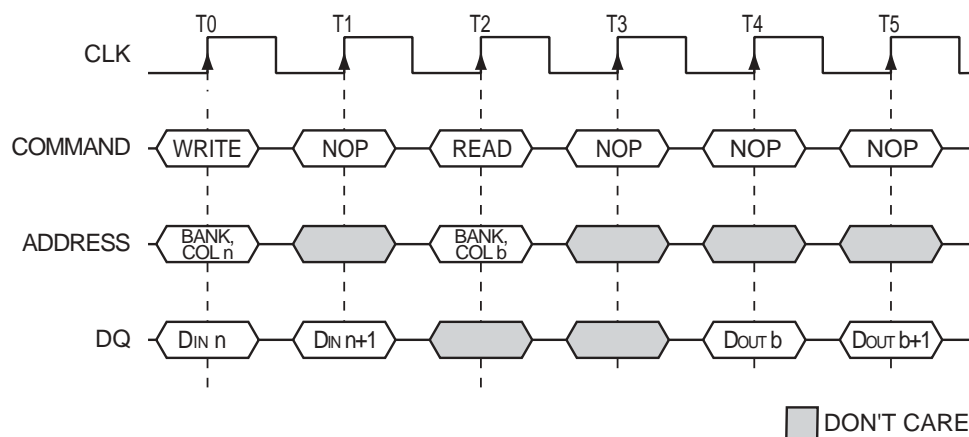 T0 T1 T2 T3 T4 T5
CLK
COMMAND WRITE NOP READ NOP NOP NOP
ADDRESS BANK, COL n BANK, COL b
DQ DIN n DIN n+1 DOUT b DOUT b+1
DON'T CARE